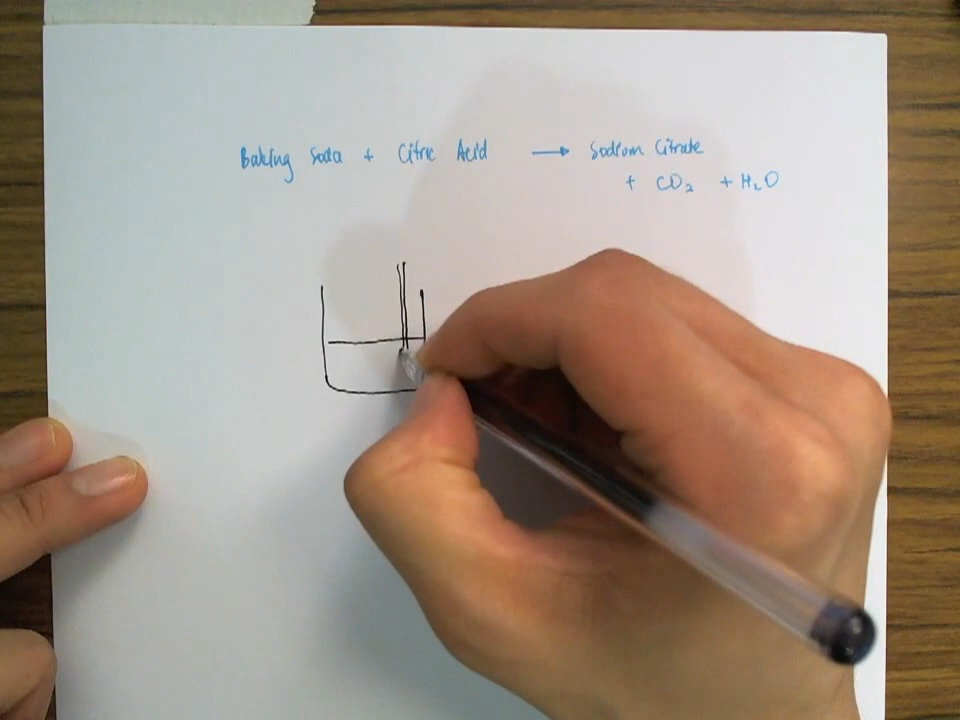 Baking Soda + Citric Acid → Sodium Citrate
+ CO₂ + H₂O